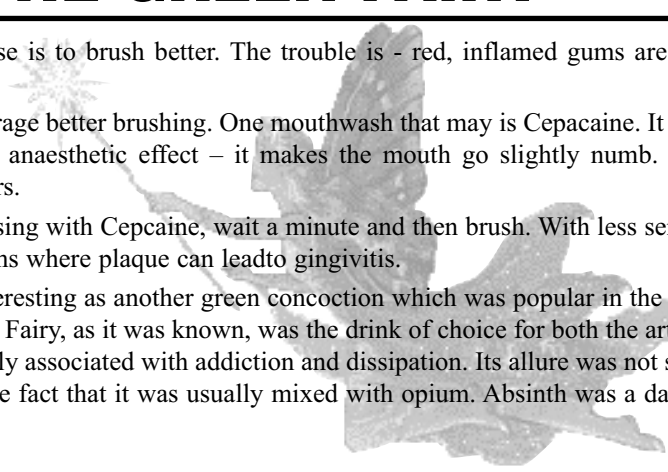 THE GREEN FAIRY
se is to brush better. The trouble is - red, inflamed gums are
rage better brushing. One mouthwash that may is Cepacaine. It
anaesthetic effect – it makes the mouth go slightly numb.
rs.
sing with Cepcaine, wait a minute and then brush. With less se
ns where plaque can leadto gingivitis.
eresting as another green concoction which was popular in the
Fairy, as it was known, was the drink of choice for both the ar
ly associated with addiction and dissipation. Its allure was not s
e fact that it was usually mixed with opium. Absinth was a da